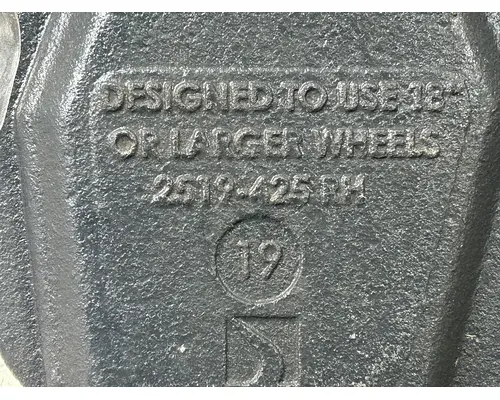 DESIGNED TO USE 18"
OR LARGER WHEELS
2519-425 RH
19